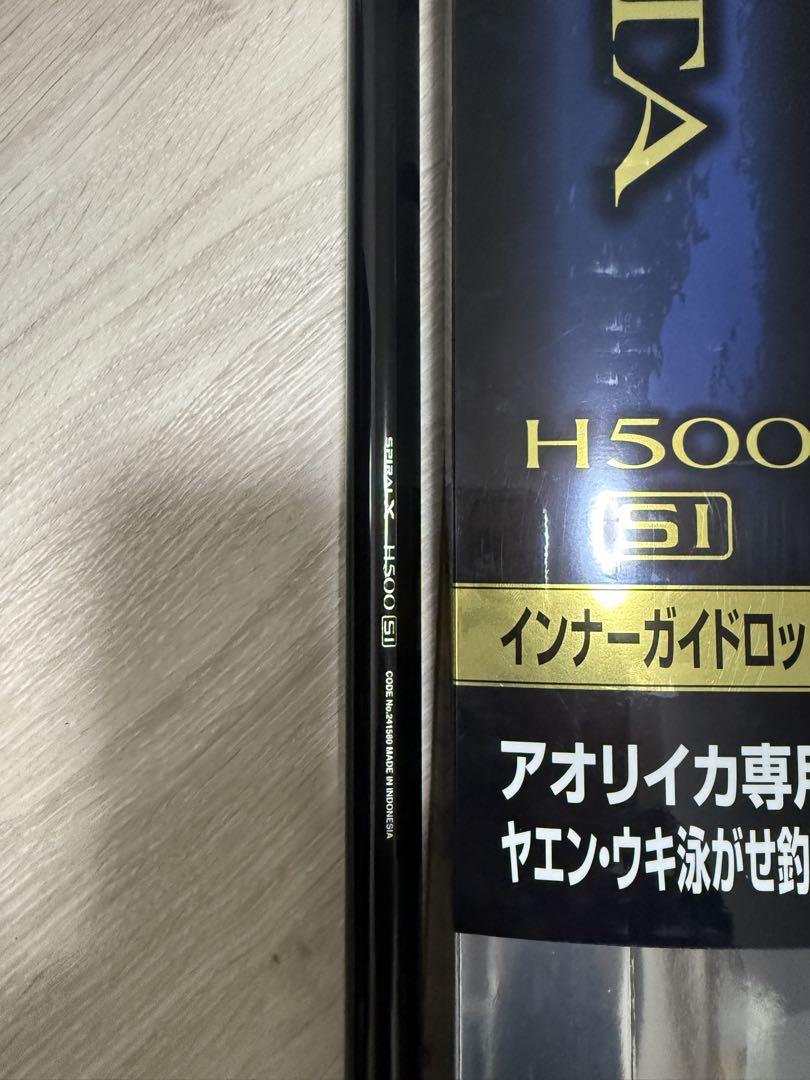 TA
H500
SI
インナーガイドロッ
アオリイカ専用
ヤエン・ウキ泳がせ釣
SPIRAL X H500 SI
CODE No.241580 MADE IN INDONESIA